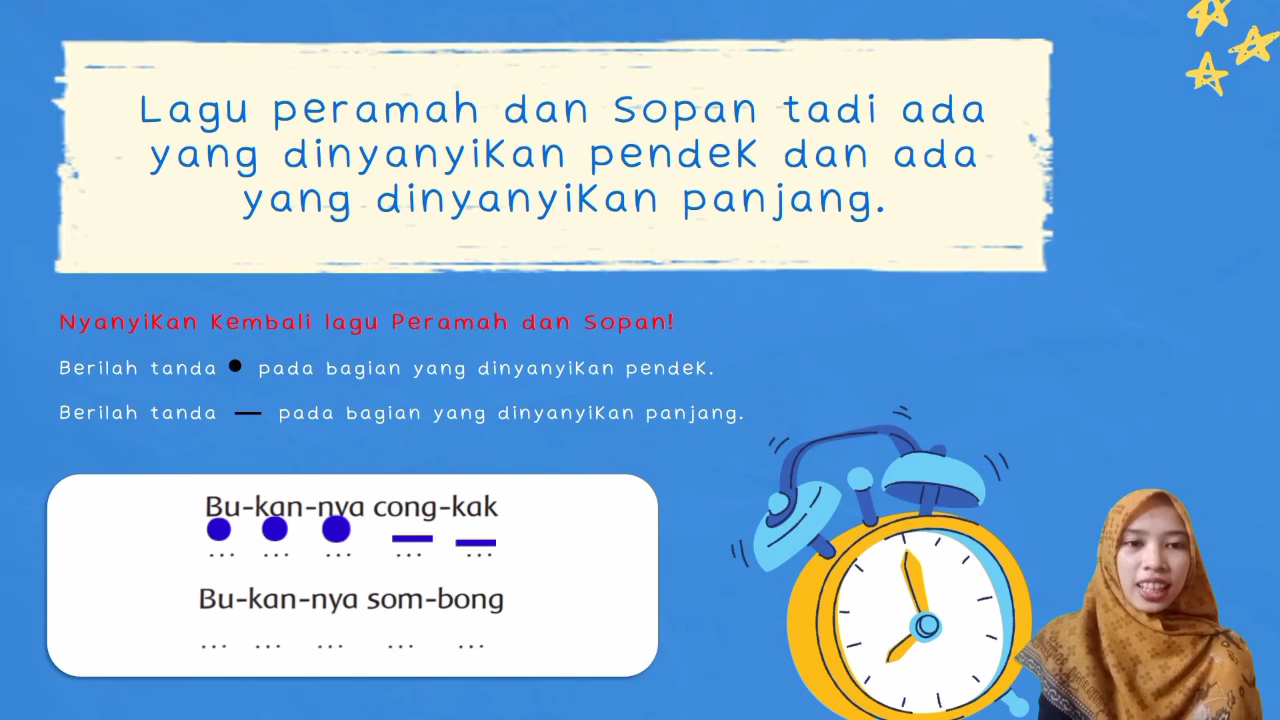 Lagu peramah dan Sopan tadi ada
yang dinyanyikan pendek dan ada
yang dinyanyikan panjang.
Nyanyikan Kembali lagu Peramah dan Sopan!
Berilah tanda ● pada bagian yang dinyanyikan pendek.
Berilah tanda — pada bagian yang dinyanyikan panjang.
Bu-kan-nya cong-kak
... ... ... ... ...
Bu-kan-nya som-bong
... ... ... ... ...